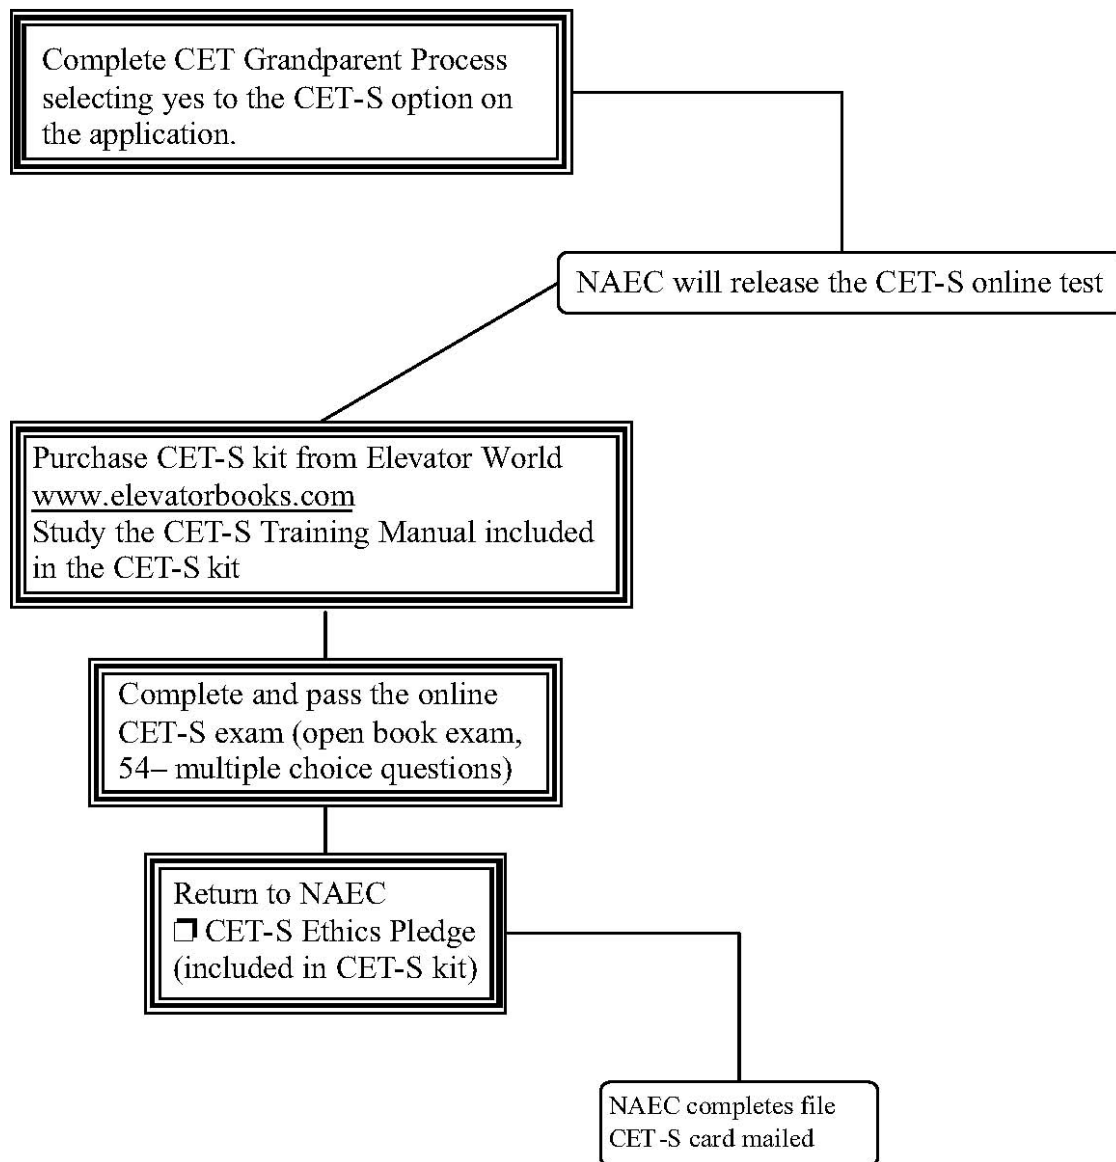 Complete CET Grandparent Process
selecting yes to the CET-S option on
the application.
NAEC will release the CET-S online test
Purchase CET-S kit from Elevator World
www.elevatorbooks.com
Study the CET-S Training Manual included
in the CET-S kit
Complete and pass the online
CET-S exam (open book exam,
54– multiple choice questions)
Return to NAEC
❒ CET-S Ethics Pledge
(included in CET-S kit)
NAEC completes file
CET-S card mailed